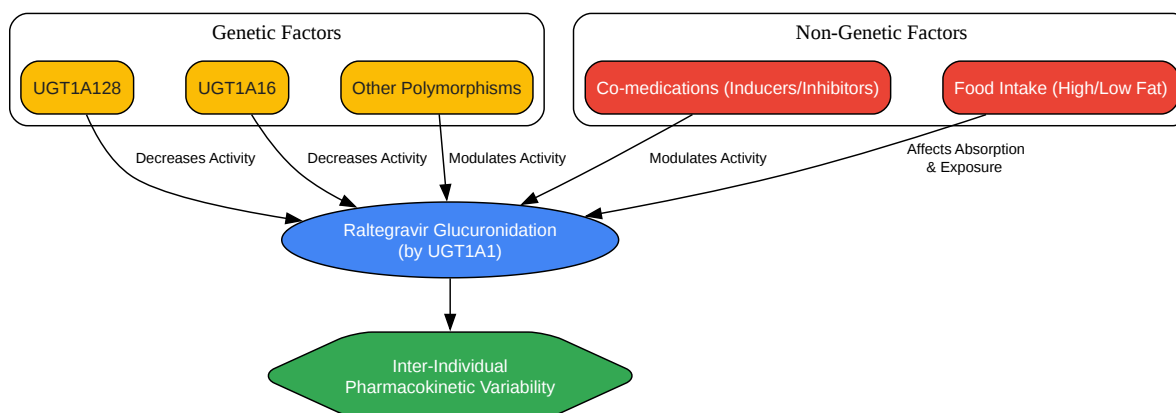 Genetic Factors
Non-Genetic Factors
UGT1A128
UGT1A16
Other Polymorphisms
Co-medications (Inducers/Inhibitors)
Food Intake (High/Low Fat)
Decreases Activity
Decreases Activity
Modulates Activity
Modulates Activity
Affects Absorption
& Exposure
Raltegravir Glucuronidation
(by UGT1A1)
Inter-Individual
Pharmacokinetic Variability